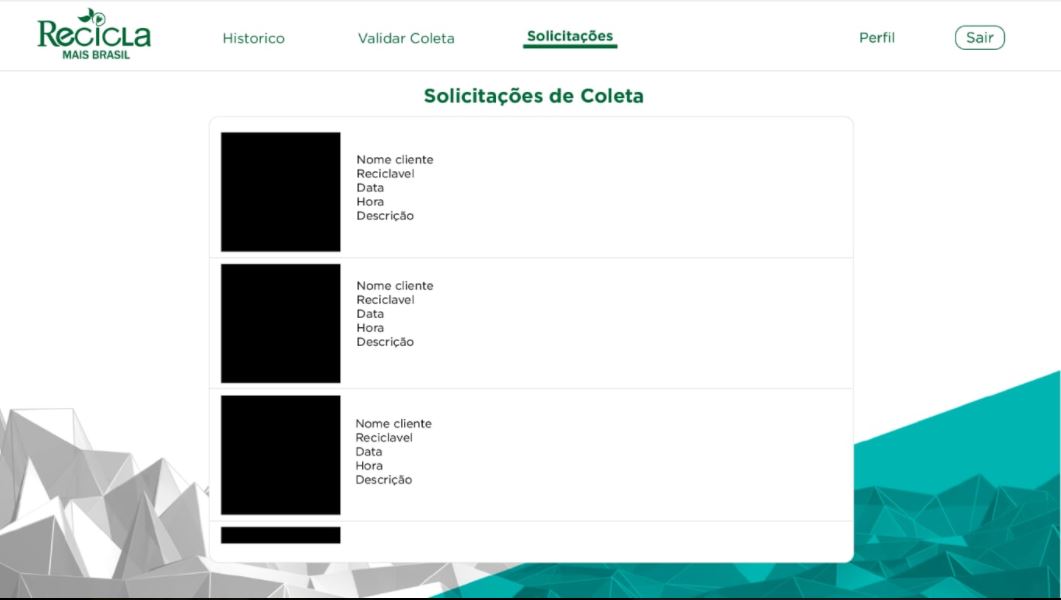 Recicla
MAIS BRASIL
Historico
Validar Coleta
Solicitações
Perfil
Sair
Solicitações de Coleta
Nome cliente
Reciclavel
Data
Hora
Descrição
Nome cliente
Reciclavel
Data
Hora
Descrição
Nome cliente
Reciclavel
Data
Hora
Descrição